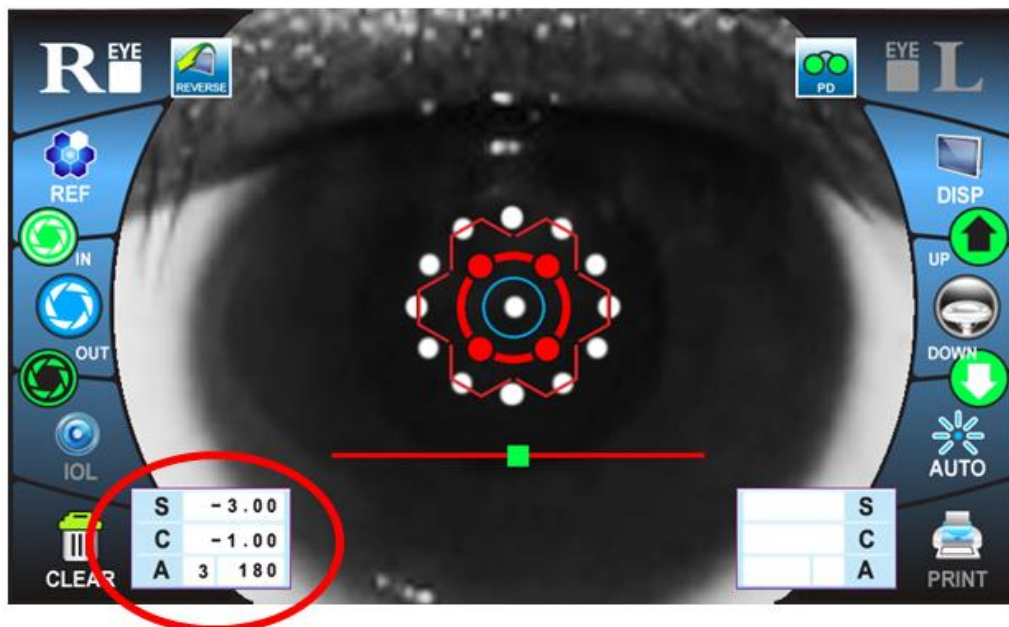 R EYE
REVERSE
PD
EYE L
REF
DISP
IN
UP
OUT
DOWN
IOL
AUTO
S -3.00
C -1.00
A 3 180
S
C
A
CLEAR
PRINT